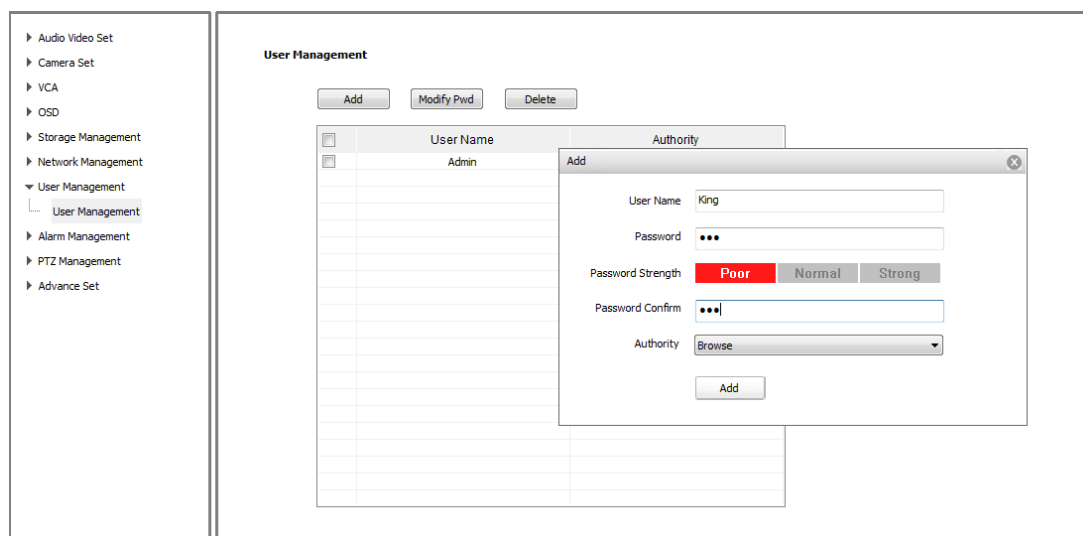 Audio Video Set
Camera Set
VCA
OSD
Storage Management
Network Management
User Management
User Management
Alarm Management
PTZ Management
Advance Set
User Management
Add Modify Pwd Delete
User Name Authority
Admin
Add
User Name King
Password •••
Password Strength Poor Normal Strong
Password Confirm •••
Authority Browse
Add